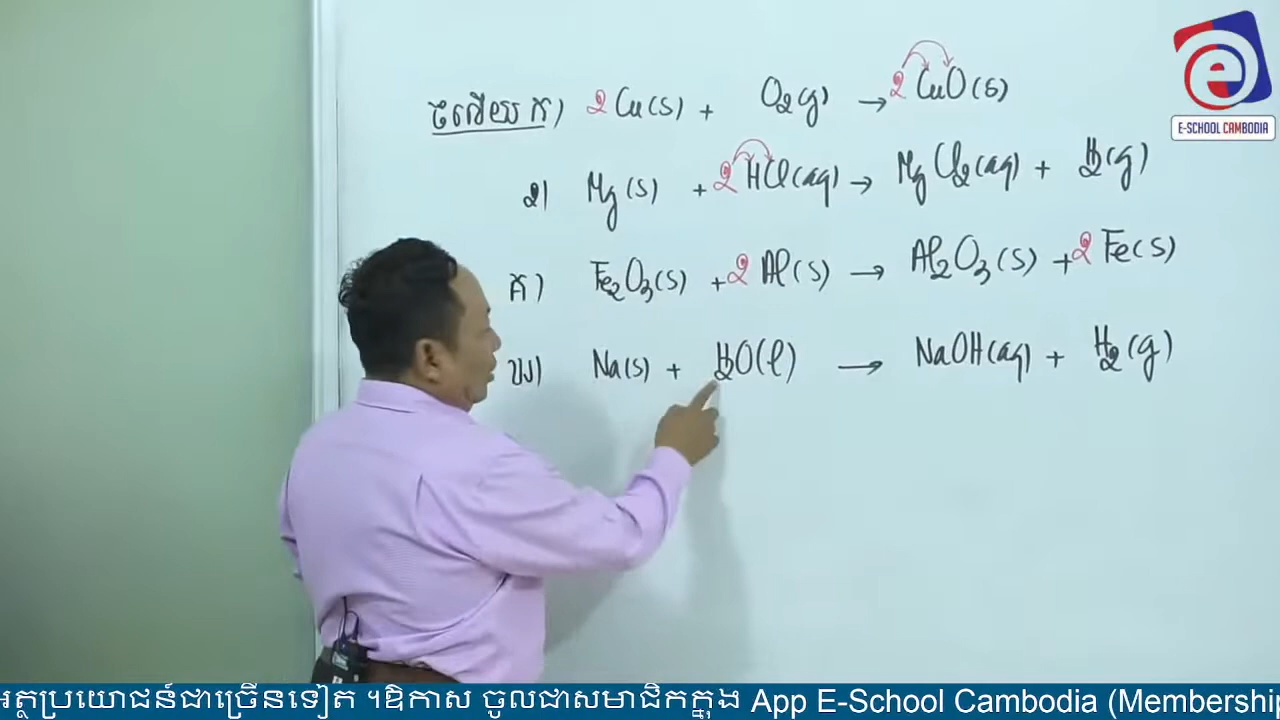 ចម្លើយ ក) 2Cu(s) + O₂(g) → 2CuO(s)
ខ) Mg(s) + 2HCl(aq) → MgCl₂(aq) + H₂(g)
គ) Fe₂O₃(s) + 2Al(s) → Al₂O₃(s) + 2Fe(s)
ឃ) Na(s) + H₂O(l) → NaOH(aq) + H₂(g)
E-SCHOOL CAMBODIA
អត្ថប្រយោជន៍ជាច្រើនទៀត ។ឱកាស ចូលជាសមាជិកក្នុង App E-School Cambodia (Membership